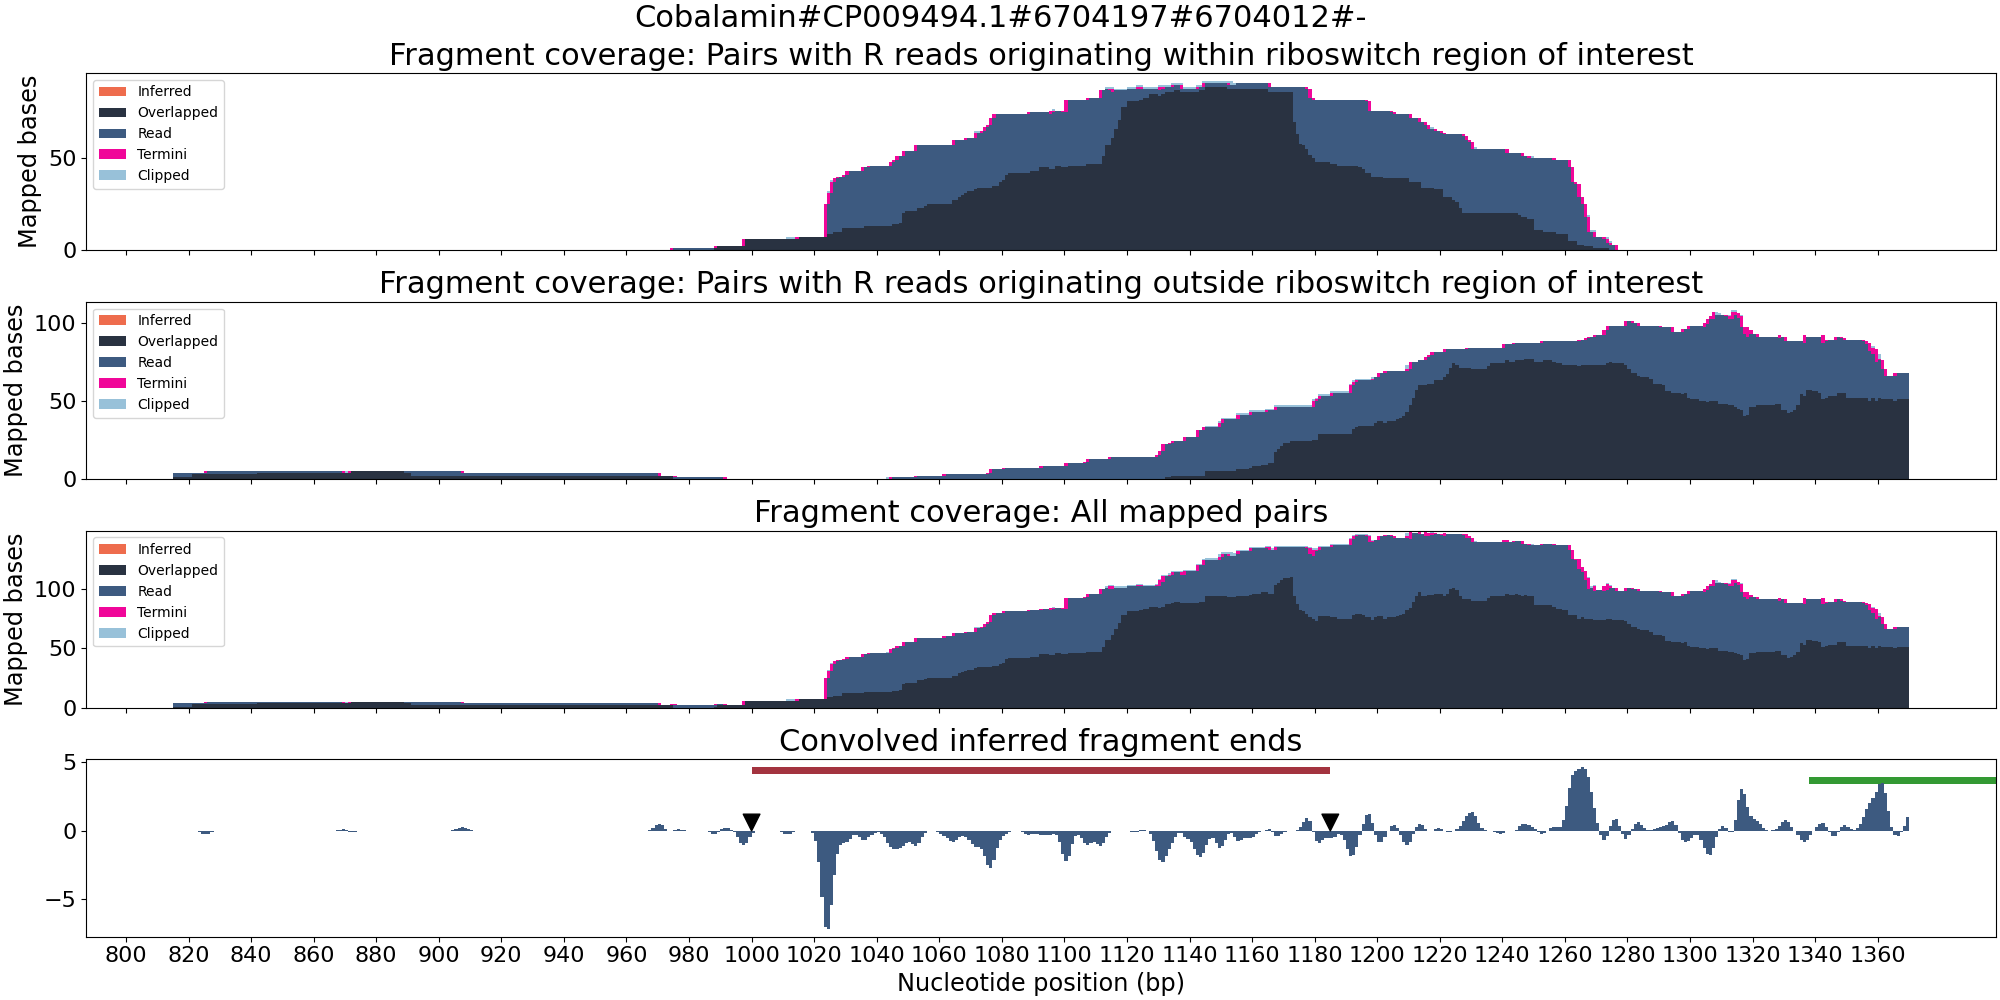 Cobalamin#CP009494.1#6704197#6704012#-
Fragment coverage: Pairs with R reads originating within riboswitch region of interest
Mapped bases
50
0
Inferred
Overlapped
Read
Termini
Clipped
Fragment coverage: Pairs with R reads originating outside riboswitch region of interest
Mapped bases
100
50
0
Inferred
Overlapped
Read
Termini
Clipped
Fragment coverage: All mapped pairs
Mapped bases
100
50
0
Inferred
Overlapped
Read
Termini
Clipped
Convolved inferred fragment ends
5
0
−5
800 820 840 860 880 900 920 940 960 980 1000 1020 1040 1060 1080 1100 1120 1140 1160 1180 1200 1220 1240 1260 1280 1300 1320 1340 1360
Nucleotide position (bp)